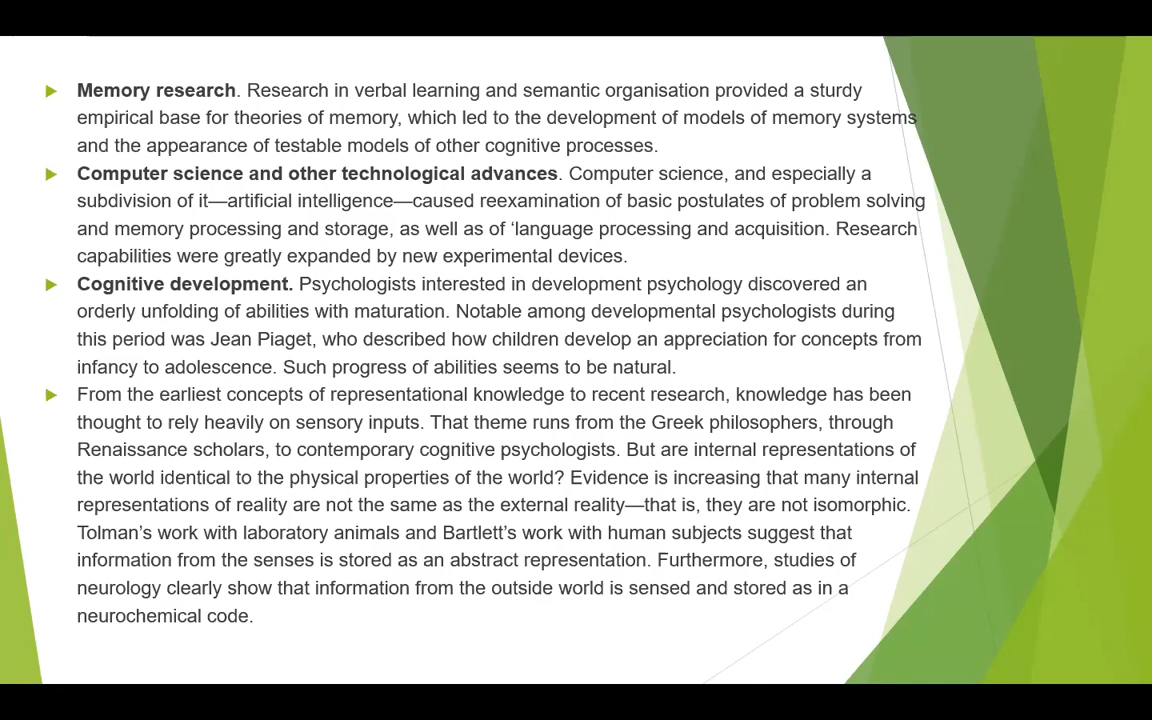 Memory research. Research in verbal learning and semantic organisation provided a sturdy
empirical base for theories of memory, which led to the development of models of memory systems
and the appearance of testable models of other cognitive processes.
Computer science and other technological advances. Computer science, and especially a
subdivision of it—artificial intelligence—caused reexamination of basic postulates of problem solving
and memory processing and storage, as well as of ‘language processing and acquisition. Research
capabilities were greatly expanded by new experimental devices.
Cognitive development. Psychologists interested in development psychology discovered an
orderly unfolding of abilities with maturation. Notable among developmental psychologists during
this period was Jean Piaget, who described how children develop an appreciation for concepts from
infancy to adolescence. Such progress of abilities seems to be natural.
From the earliest concepts of representational knowledge to recent research, knowledge has been
thought to rely heavily on sensory inputs. That theme runs from the Greek philosophers, through
Renaissance scholars, to contemporary cognitive psychologists. But are internal representations of
the world identical to the physical properties of the world? Evidence is increasing that many internal
representations of reality are not the same as the external reality—that is, they are not isomorphic.
Tolman’s work with laboratory animals and Bartlett’s work with human subjects suggest that
information from the senses is stored as an abstract representation. Furthermore, studies of
neurology clearly show that information from the outside world is sensed and stored as in a
neurochemical code.